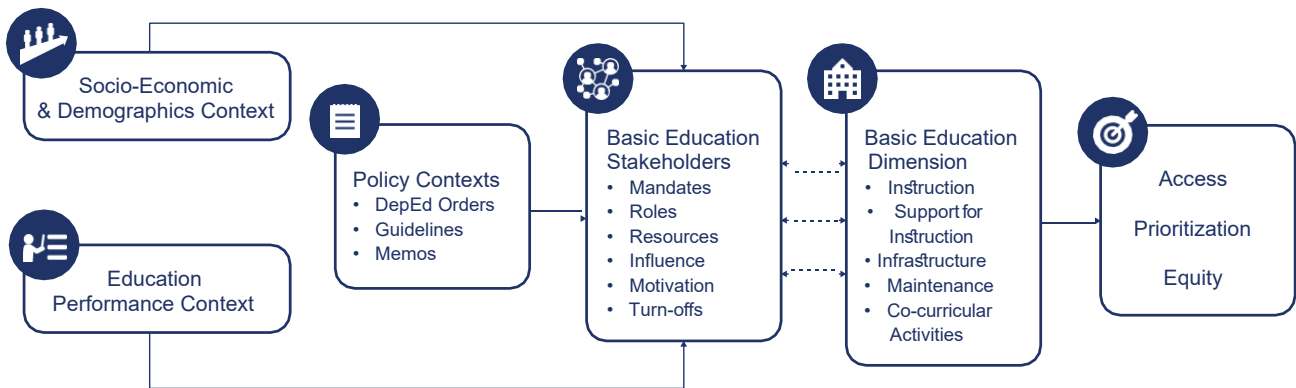 Socio-Economic
& Demographics Context
Education
Performance Context
Policy Contexts
• DepEd Orders
• Guidelines
• Memos
Basic Education
Stakeholders
• Mandates
• Roles
• Resources
• Influence
• Motivation
• Turn-offs
Basic Education
Dimension
• Instruction
• Support for
Instruction
• Infrastructure
• Maintenance
• Co-curricular
Activities
Access
Prioritization
Equity